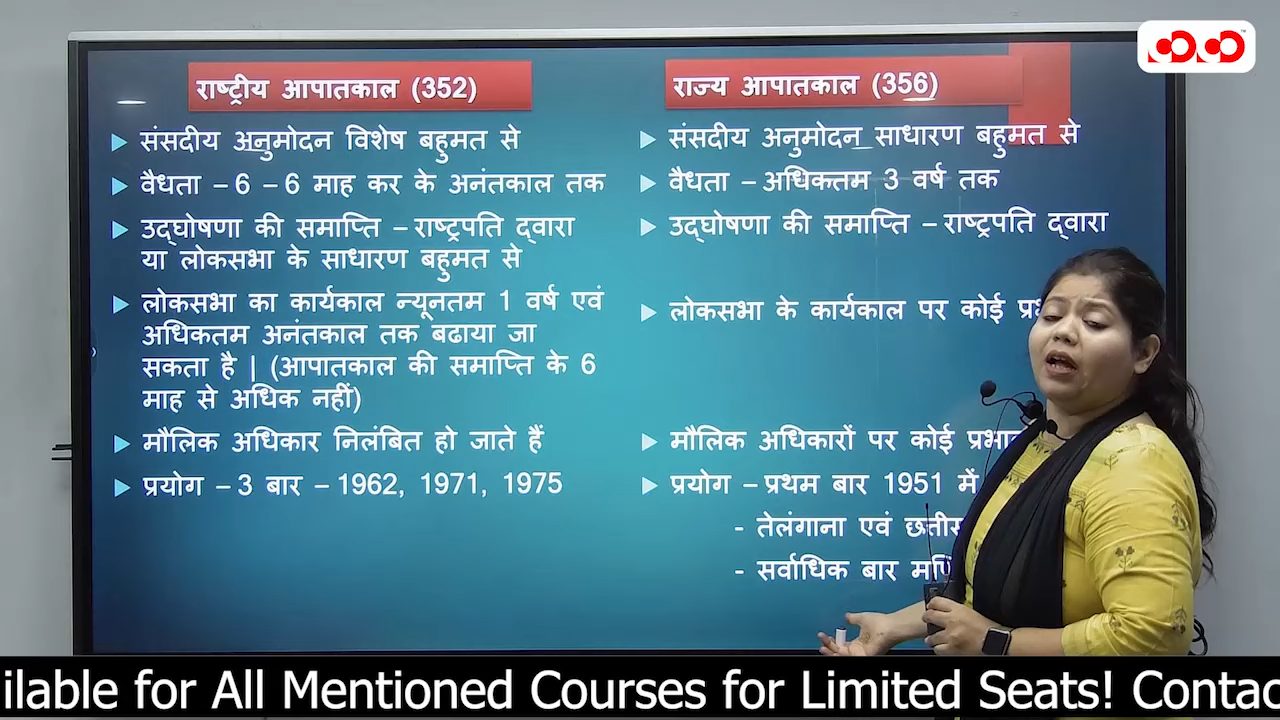 राष्ट्रीय आपातकाल (352)
संसदीय अनुमोदन विशेष बहुमत से
वैधता – 6 – 6 माह कर के अनंतकाल तक
उद्घोषणा की समाप्ति – राष्ट्रपति द्वारा
या लोकसभा के साधारण बहुमत से
लोकसभा का कार्यकाल न्यूनतम 1 वर्ष एवं
अधिकतम अनंतकाल तक बढाया जा
सकता है | (आपातकाल की समाप्ति के 6
माह से अधिक नहीं)
मौलिक अधिकार निलंबित हो जाते हैं
प्रयोग – 3 बार – 1962, 1971, 1975
राज्य आपातकाल (356)
संसदीय अनुमोदन साधारण बहुमत से
वैधता – अधिकतम 3 वर्ष तक
उद्घोषणा की समाप्ति – राष्ट्रपति द्वारा
लोकसभा के कार्यकाल पर कोई
मौलिक अधिकारों पर कोई
प्रयोग – प्रथम बार 1951 में
- तेलंगाना एवं
- सर्वाधिक बार
ilable for All Mentioned Courses for Limited Seats! Contac